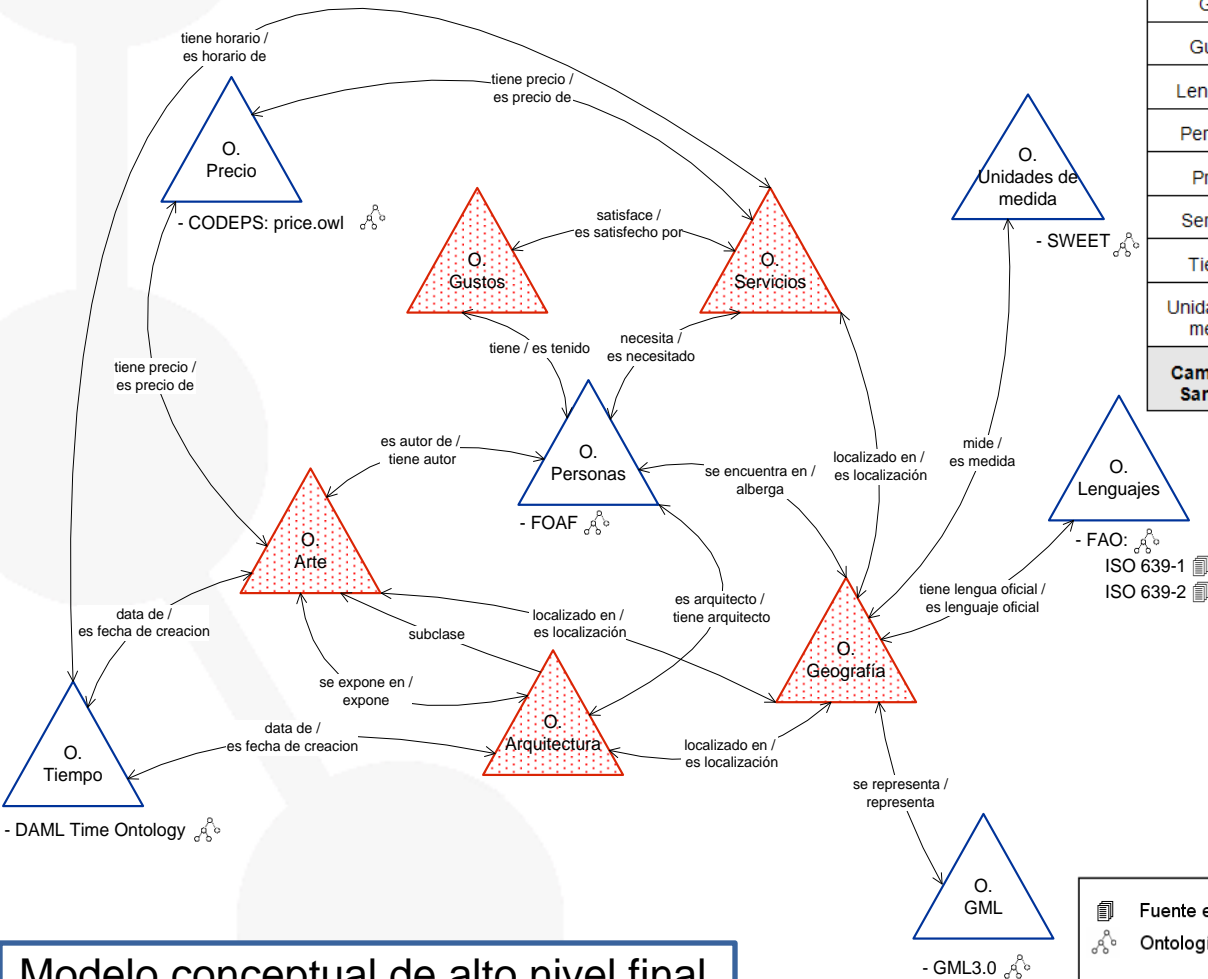 tiene horario /
es horario de
tiene precio /
es precio de
O.
Precio
- CODEPS: price.owl
O.
Unidades de
medida
- SWEET
satisface /
es satisfecho por
O.
Gustos
O.
Servicios
tiene / es tenido
necesita /
es necesitado
tiene precio /
es precio de
es autor de /
tiene autor
O.
Personas
- FOAF
se encuentra en /
alberga
localizado en /
es localización
mide /
es medida
O.
Lenguajes
- FAO:
ISO 639-1
ISO 639-2
O.
Arte
data de /
es fecha de creacion
localizado en /
es localización
subclase
es arquitecto /
tiene arquitecto
tiene lengua oficial /
es lenguaje oficial
O.
Geografía
se expone en /
expone
O.
Arquitectura
data de /
es fecha de creacion
localizado en /
es localización
O.
Tiempo
- DAML Time Ontology
se representa /
representa
O.
GML
- GML3.0
Fuente
Modelo conceptual de alto nivel final